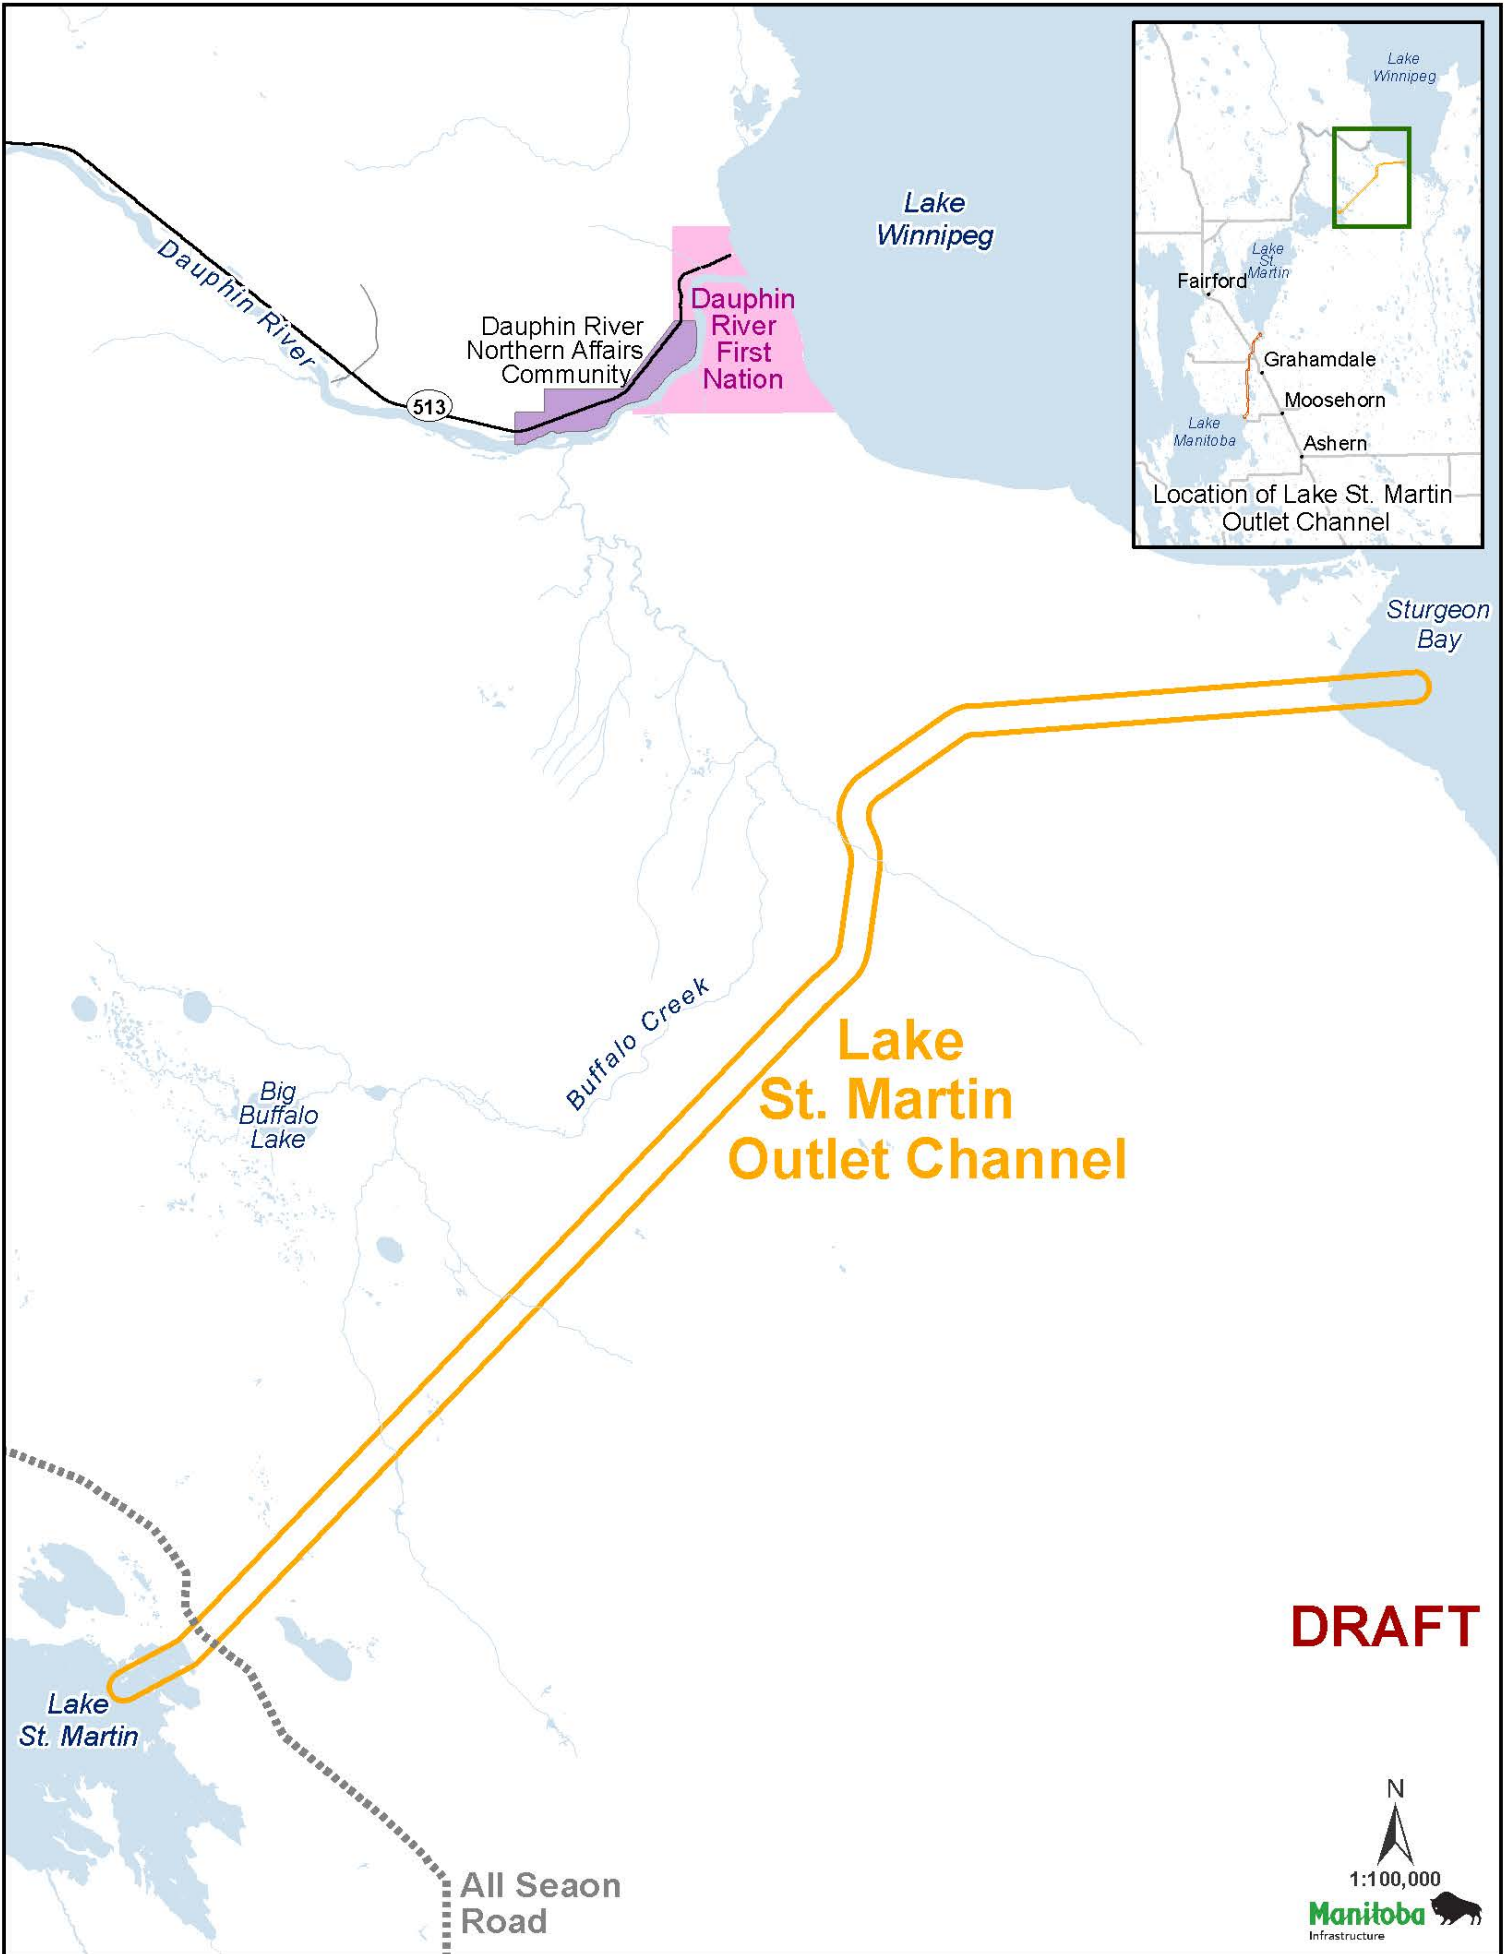 Lake
Winnipeg
Lake
St.
Martin
Fairford
Grahamdale
Moosehorn
Lake
Manitoba
Ashern
Location of Lake St. Martin
Outlet Channel
Lake
Winnipeg
Dauphin River
Dauphin River
Northern Affairs
Community
Dauphin
River
First
Nation
513
Sturgeon
Bay
Buffalo Creek
Lake
St. Martin
Outlet Channel
Big
Buffalo
Lake
DRAFT
Lake
St. Martin
All Seaon
Road
N
1:100,000
Manitoba
Infrastructure